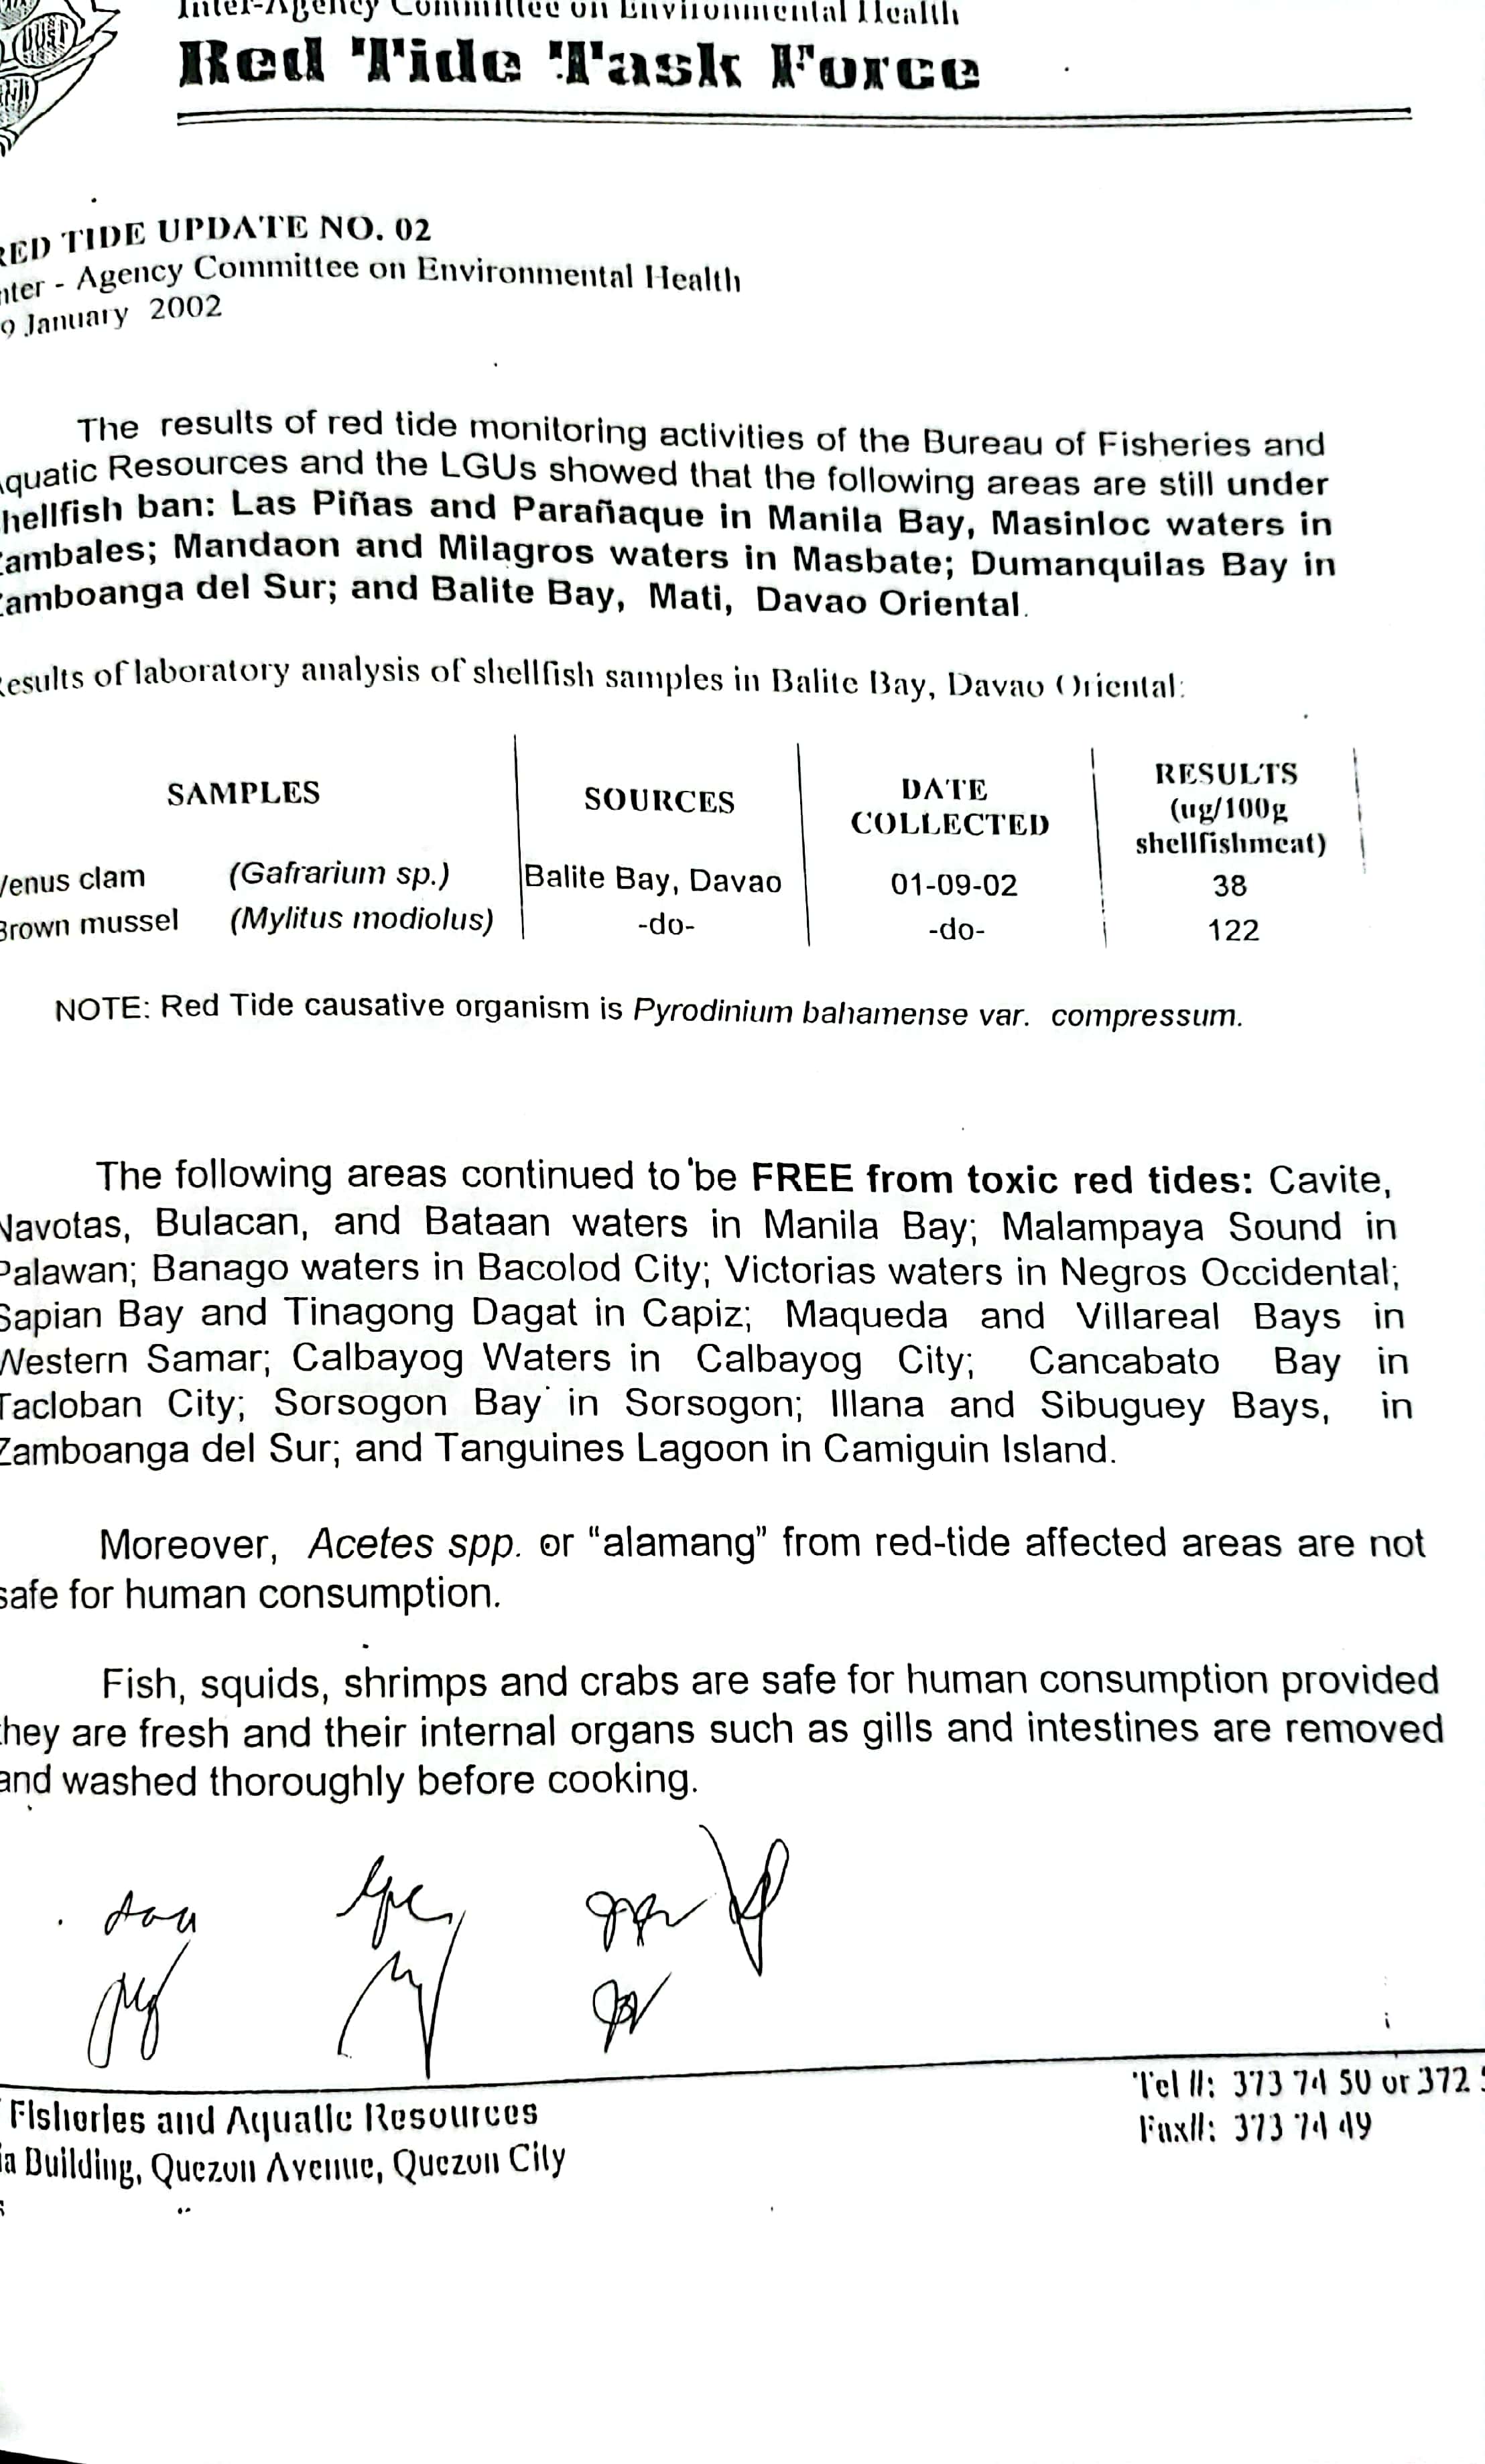 DOST
Inter-Agency Committee on Environmental Health
Red Tide Task Force
RED TIDE UPDATE NO. 02
nter - Agency Committee on Environmental Health
9 January 2002
The results of red tide monitoring activities of the Bureau of Fisheries and
quatic Resources and the LGUs showed that the following areas are still under
hellfish ban: Las Piñas and Parañaque in Manila Bay, Masinloc waters in
ambales; Mandaon and Milagros waters in Masbate; Dumanquilas Bay in
amboanga del Sur; and Balite Bay, Mati, Davao Oriental.
esults of laboratory analysis of shellfish samples in Balite Bay, Davao Oriental:
SAMPLES SOURCES DATE COLLECTED RESULTS (ug/100g shellfishmeat)
Venus clam (Gafrarium sp.) Balite Bay, Davao 01-09-02 38
Brown mussel (Mylitus modiolus) -do- -do- 122
NOTE: Red Tide causative organism is Pyrodinium bahamense var. compressum.
The following areas continued to be FREE from toxic red tides: Cavite,
Navotas, Bulacan, and Bataan waters in Manila Bay; Malampaya Sound in
Palawan; Banago waters in Bacolod City; Victorias waters in Negros Occidental;
Sapian Bay and Tinagong Dagat in Capiz; Maqueda and Villareal Bays in
Western Samar; Calbayog Waters in Calbayog City; Cancabato Bay in
Tacloban City; Sorsogon Bay in Sorsogon; Illana and Sibuguey Bays, in
Zamboanga del Sur; and Tanguines Lagoon in Camiguin Island.
Moreover, Acetes spp. or “alamang” from red-tide affected areas are not
safe for human consumption.
Fish, squids, shrimps and crabs are safe for human consumption provided
they are fresh and their internal organs such as gills and intestines are removed
and washed thoroughly before cooking.
Fisheries and Aquatic Resources
a Building, Quezon Avenue, Quezon City
Tel #: 373 74 50 or 372
Fax#: 373 74 49